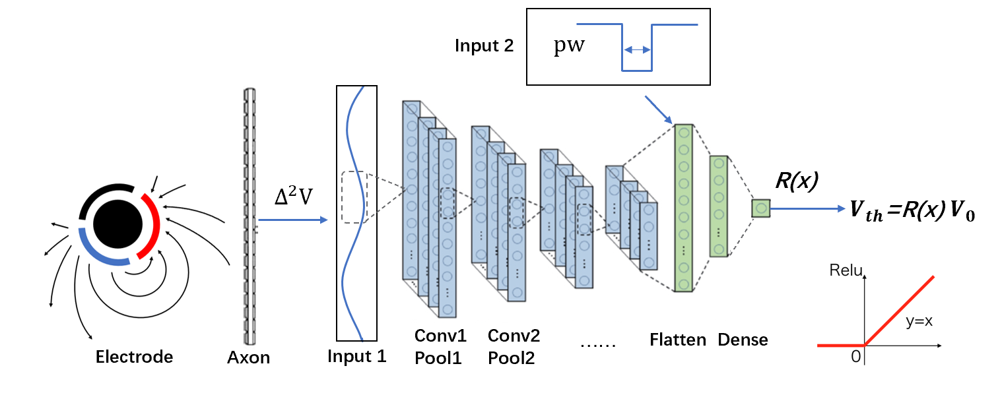 Input 2
pw
Δ²V
R(x)
V_th=R(x) V_0
Relu
y=x
0
Conv1 Conv2
Pool1 Pool2
......
Flatten Dense
Electrode
Axon
Input 1